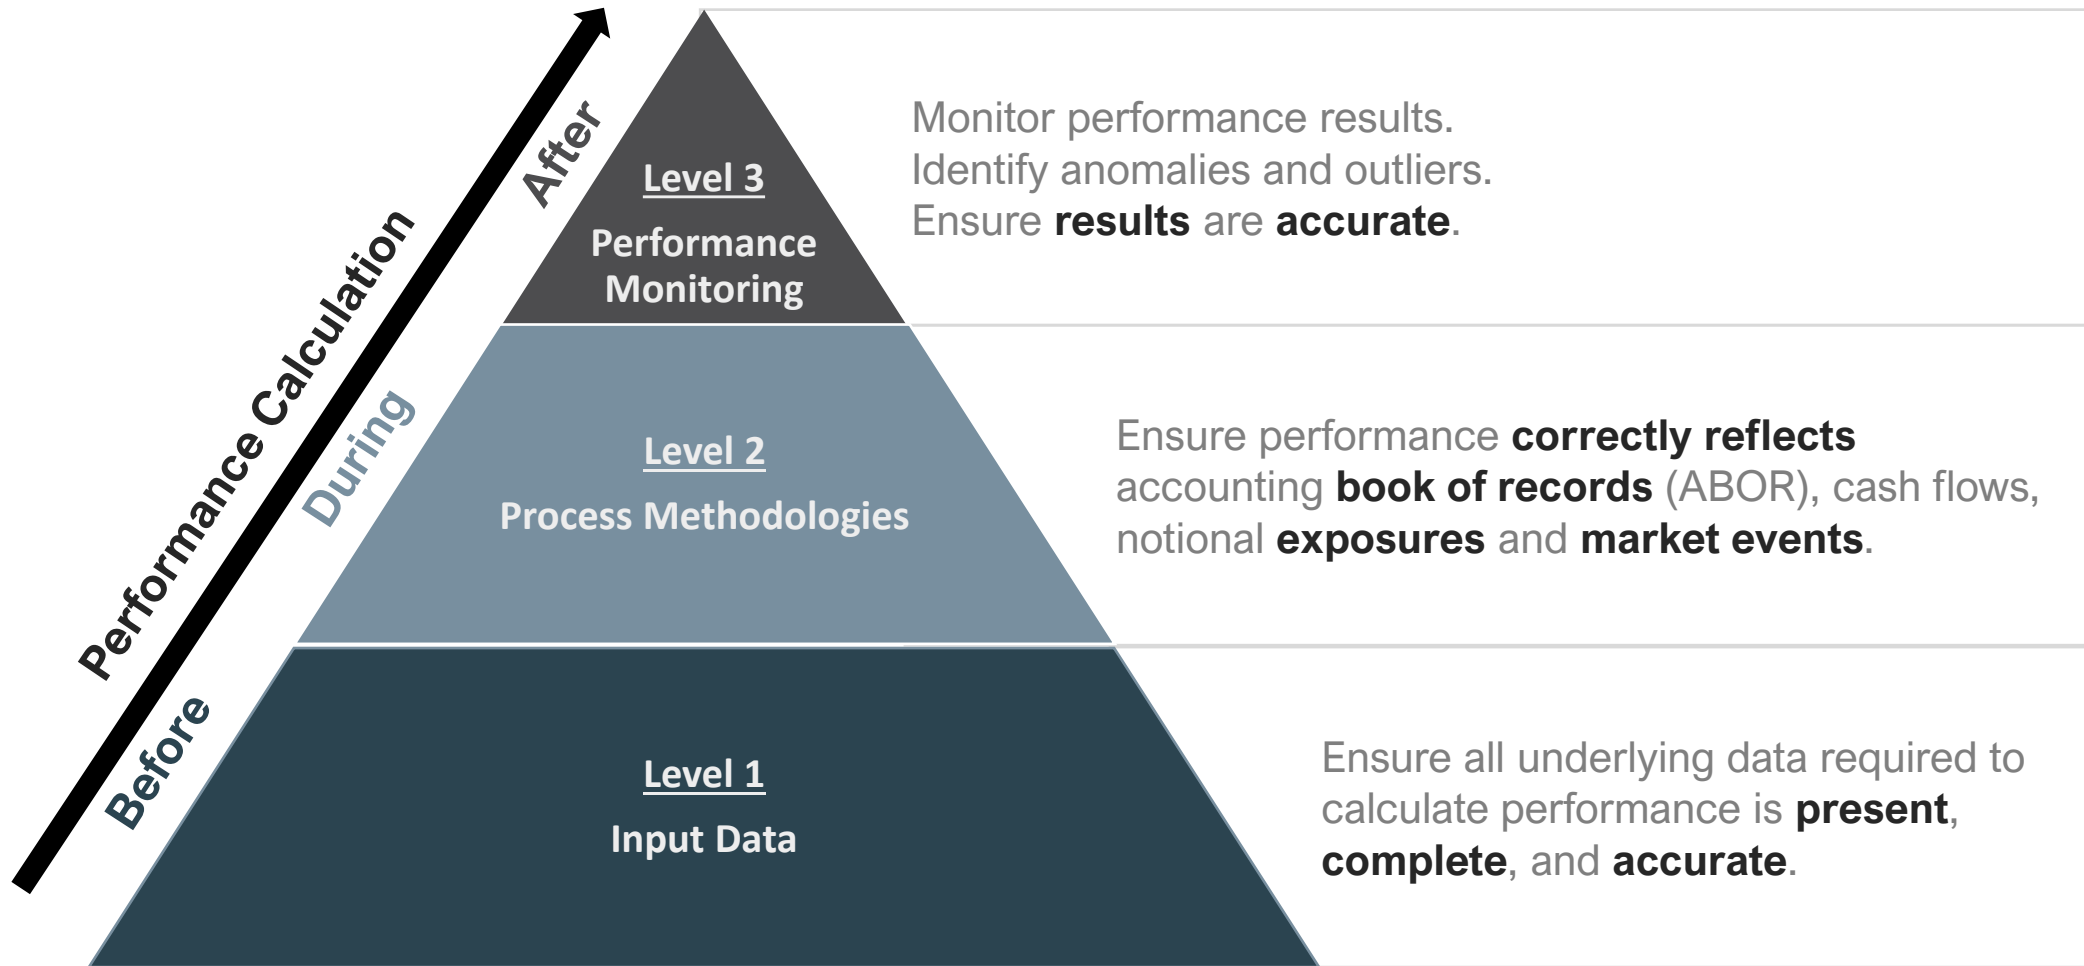 Performance Calculation
After
Level 3
Performance
Monitoring
Monitor performance results.
Identify anomalies and outliers.
Ensure results are accurate.
During
Level 2
Process Methodologies
Ensure performance correctly reflects
accounting book of records (ABOR), cash flows,
notional exposures and market events.
Before
Level 1
Input Data
Ensure all underlying data required to
calculate performance is present,
complete, and accurate.